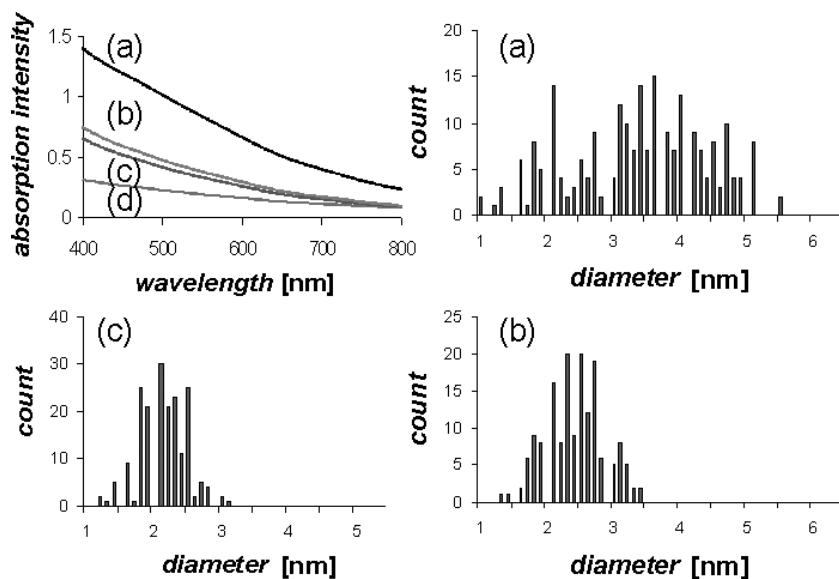 (a)
(b)
(c)
(d)
absorption intensity
1.5
1
0.5
0
400 500 600 700 800
wavelength [nm]
(a)
count
20
15
10
5
0
1 2 3 4 5 6
diameter [nm]
(c)
count
40
30
20
10
0
1 2 3 4 5
diameter [nm]
(b)
count
25
20
15
10
5
0
1 2 3 4 5 6
diameter [nm]